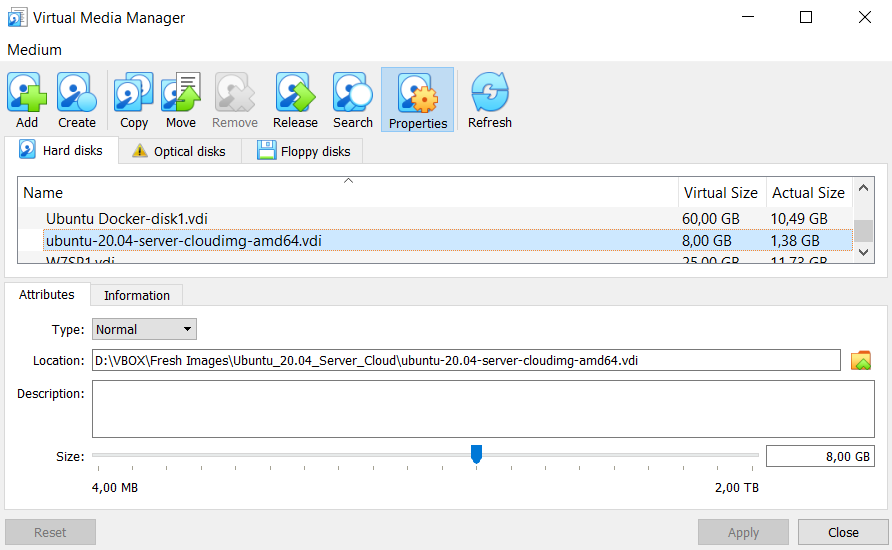 Virtual Media Manager
Medium
Add Create Copy Move Remove Release Search Properties Refresh
Hard disks Optical disks Floppy disks
Name Virtual Size Actual Size
Ubuntu Docker-disk1.vdi 60,00 GB 10,49 GB
ubuntu-20.04-server-cloudimg-amd64.vdi 8,00 GB 1,38 GB
W7SP1.vdi 25,00 GB 11,73 GB
Attributes Information
Type: Normal
Location: D:\VBOX\Fresh Images\Ubuntu_20.04_Server_Cloud\ubuntu-20.04-server-cloudimg-amd64.vdi
Description:
Size: 8,00 GB
4,00 MB 2,00 TB
Reset Apply Close